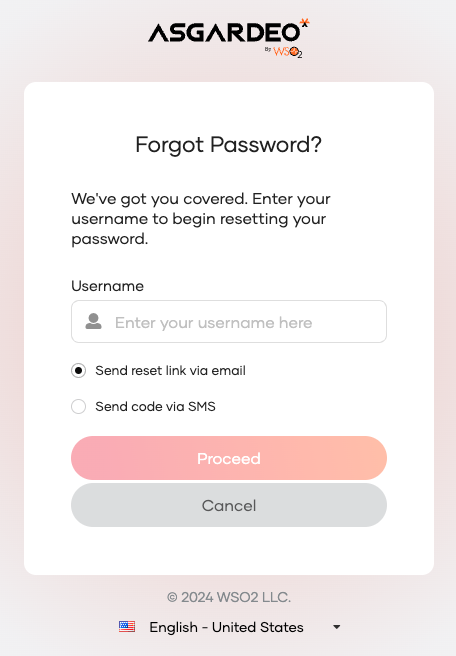 ASGARDEO
By WSO2
Forgot Password?
We've got you covered. Enter your
username to begin resetting your
password.
Username
Enter your username here
Send reset link via email
Send code via SMS
Proceed
Cancel
© 2024 WSO2 LLC.
English - United States